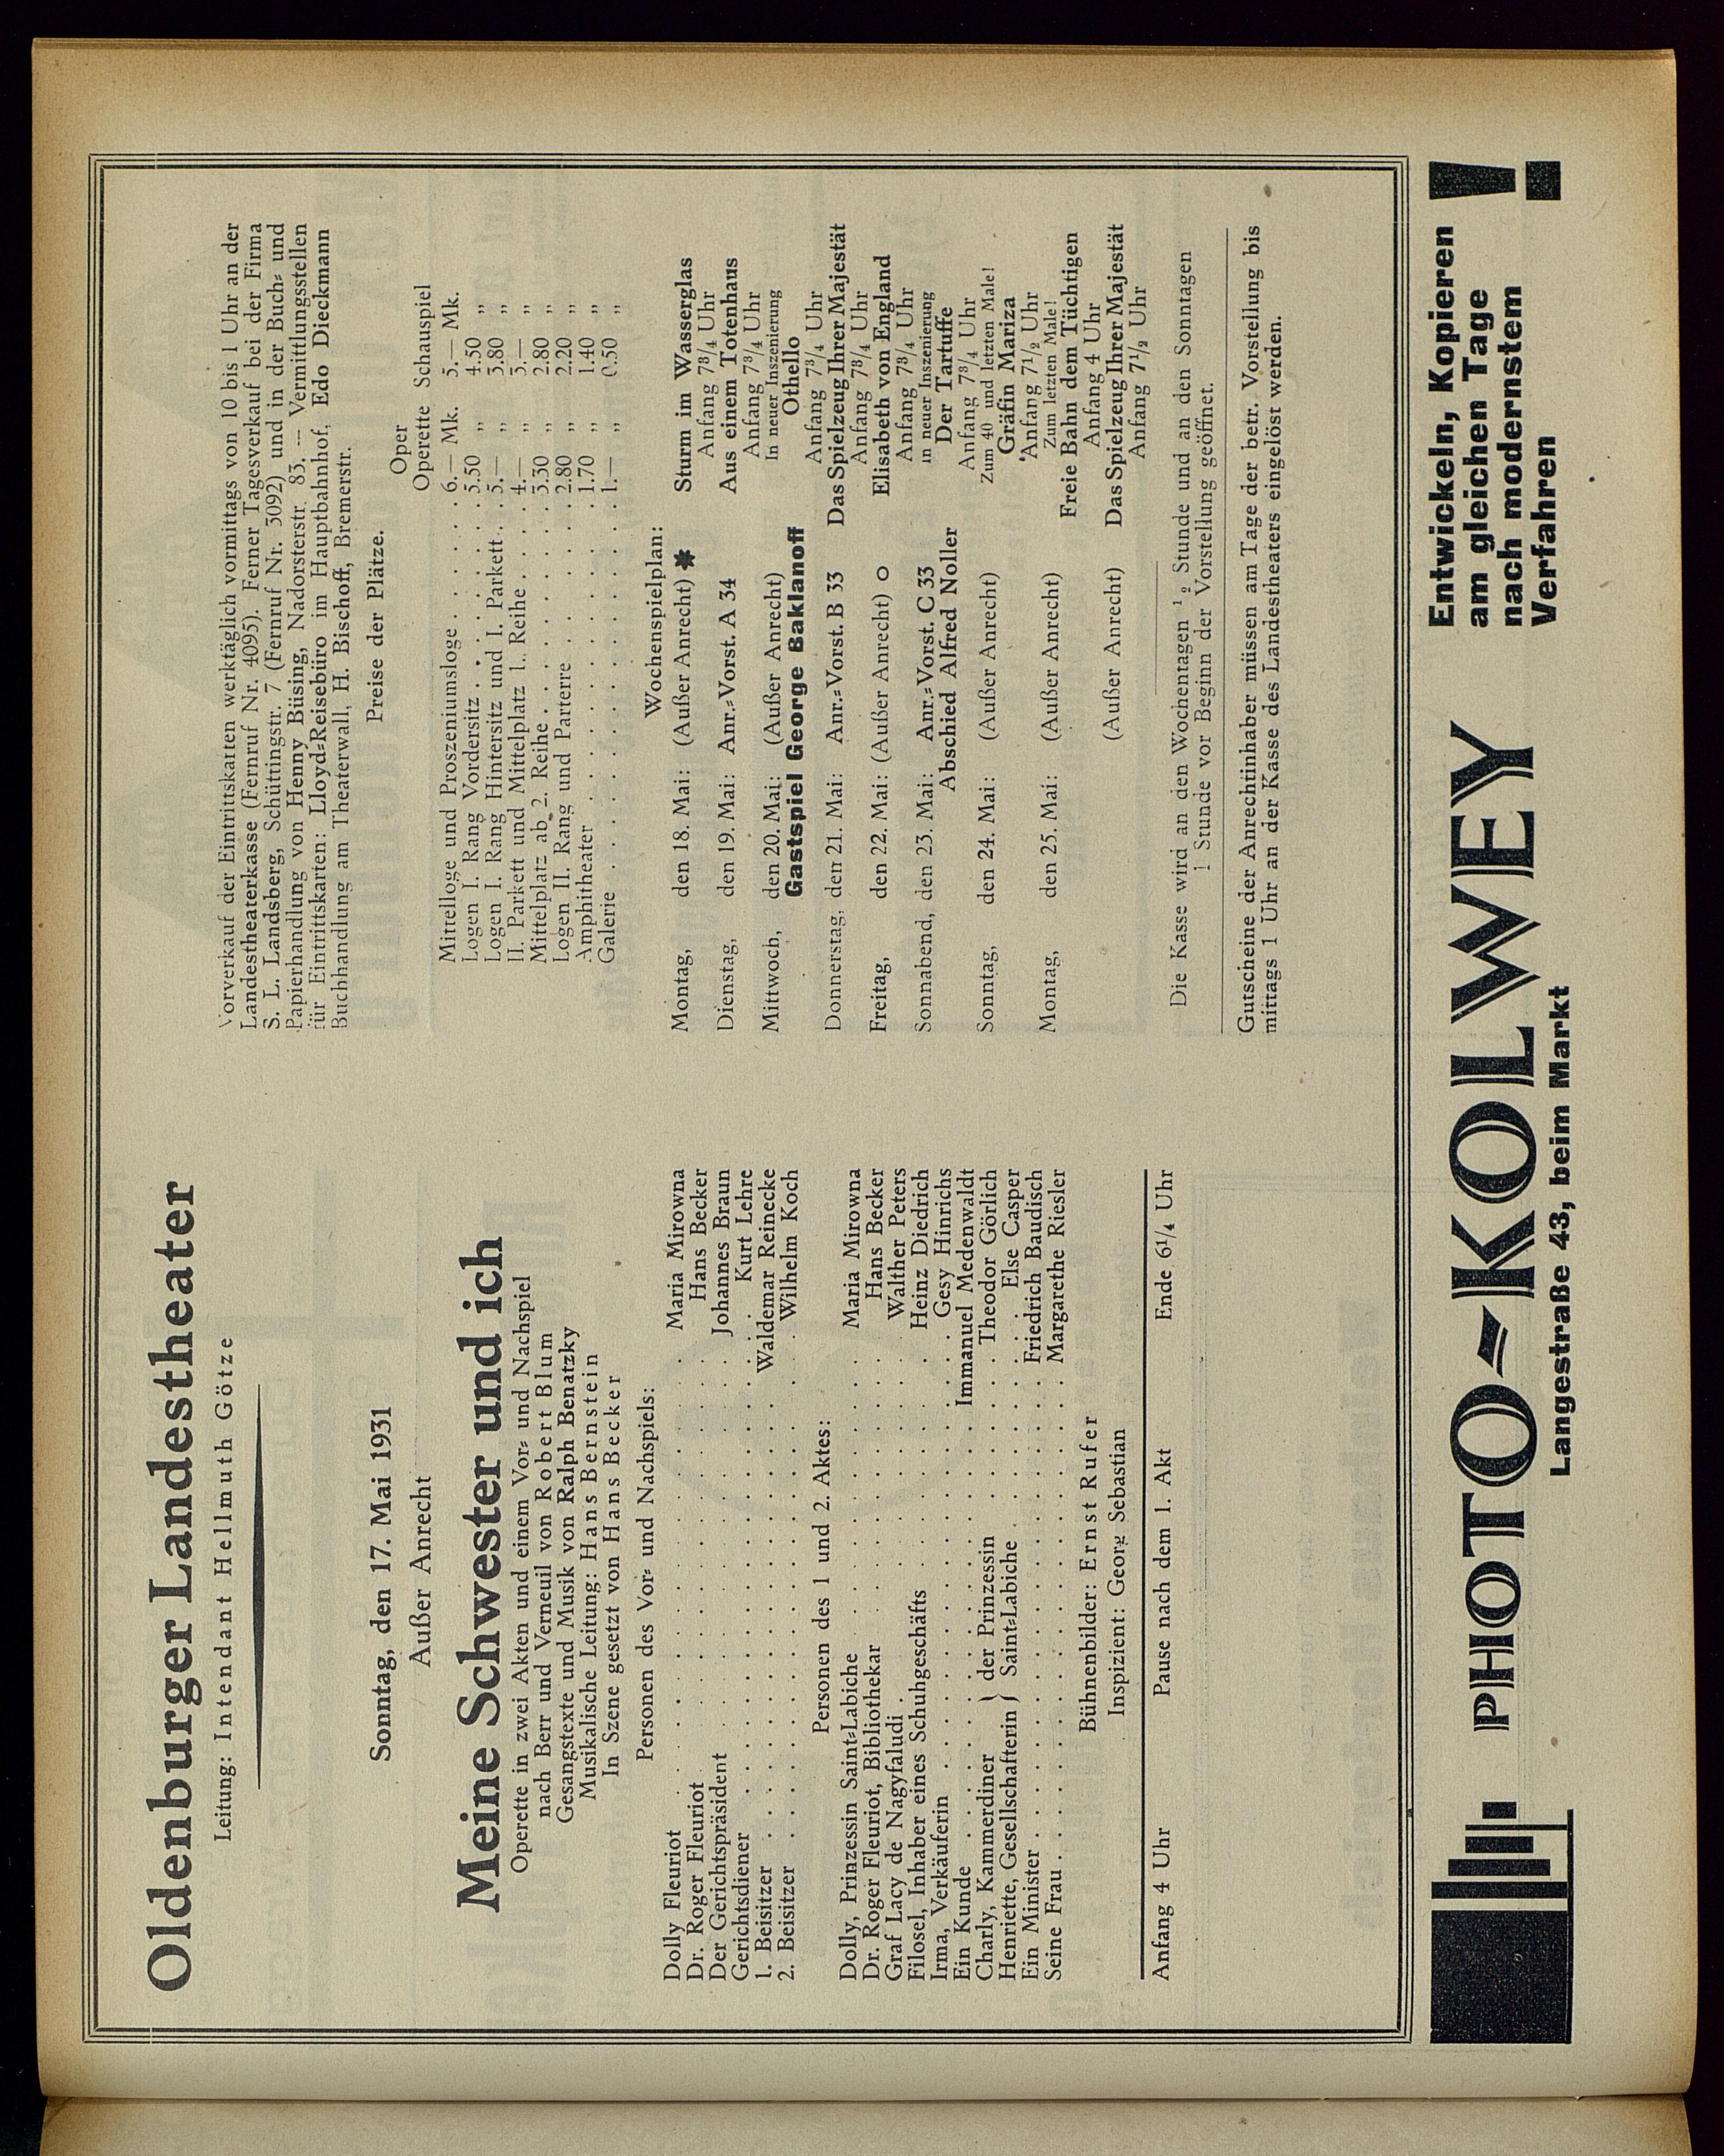 Oldenburger Landestheater
Leitung: Intendant Hellmuth Götze
Sonntag, den 17. Mai 1931
Außer Anrecht
Meine Schwester und ich
Operette in zwei Akten und einem Vor- und Nachspiel
nach Berr und Verneuil von Robert Blum
Gesangstexte und Musik von Ralph Benatzky
Musikalische Leitung: Hans Bernstein
In Szene gesetzt von Hans Becker
Personen des Vor- und Nachspiels:
Dolly Fleuriot . . . . . . . . Maria Mirowna
Dr. Roger Fleuriot . . . . . . . . Hans Becker
Der Gerichtspräsident . . . . . . . . Johannes Braun
Gerichtsdiener . . . . . . . . Kurt Lehre
1. Beisitzer . . . . . . . . Waldemar Reinecke
2. Beisitzer . . . . . . . . Wilhelm Koch
Personen des 1 und 2. Aktes:
Dolly, Prinzessin Saint-Labiche . . . . . . Maria Mirowna
Dr. Roger Fleuriot, Bibliothekar . . . . . . Hans Becker
Graf Lacy de Nagyfaludi . . . . . . Walther Peters
Filosel, Inhaber eines Schuhgeschäfts . . . . . . Heinz Diedrich
Irma, Verkäuferin . . . . . . Gesy Hinrichs
Ein Kunde . . . . . . Immanuel Medenwaldt
Charly, Kammerdiner } der Prinzessin . . . . Theodor Görlich
Henriette, Gesellschafterin } Saint-Labiche . . . . Else Casper
Ein Minister . . . . . . Friedrich Baudisch
Seine Frau . . . . . . Margarethe Riesler
Bühnenbilder: Ernst Rufer
Inspizient: Georg Sebastian
Anfang 4 Uhr Pause nach dem 1. Akt Ende 6¼ Uhr
Vorverkauf der Eintrittskarten werktäglich vormittags von 10 bis 1 Uhr an der
Landestheaterkasse (Fernruf Nr. 4095). Ferner Tagesverkauf bei der Firma
S. L. Landsberg, Schüttingstr. 7 (Fernruf Nr. 3092) und in der Buch- und
Papierhandlung von Henny Büsing, Nadorsterstr. 83. — Vermittlungsstellen
für Eintrittskarten: Lloyd-Reisebüro im Hauptbahnhof, Edo Dieckmann
Buchhandlung am Theaterwall, H. Bischoff, Bremerstr.
Preise der Plätze.
Oper
Operette Schauspiel
Mittelloge und Proszeniumsloge . . . . . . 6.— Mk. 5.— Mk.
Logen I. Rang Vordersitz . . . . . . 5.50 „ 4.50 „
Logen I. Rang Hintersitz und I. Parkett . . 5.— „ 3.80 „
II. Parkett und Mittelplatz 1. Reihe . . . . 4.— „ 3.— „
Mittelplatz ab 2. Reihe . . . . . . 3.30 „ 2.80 „
Logen II. Rang und Parterre . . . . 2.80 „ 2.20 „
Amphitheater . . . . . . 1.70 „ 1.40 „
Galerie . . . . . . 1.— „ 0.50 „
Wochenspielplan:
Montag, den 18. Mai: (Außer Anrecht) ✱ Sturm im Wasserglas
Anfang 7¾ Uhr
Dienstag, den 19. Mai: Anr.-Vorst. A 34 Aus einem Totenhaus
Anfang 7¾ Uhr
Mittwoch, den 20. Mai: (Außer Anrecht) In neuer Inszenierung
Gastspiel George Baklanoff Othello
Anfang 7¾ Uhr
Donnerstag, den 21. Mai: Anr.-Vorst. B 33 Das Spielzeug Ihrer Majestät
Anfang 7¾ Uhr
Freitag, den 22. Mai: (Außer Anrecht) o Elisabeth von England
Anfang 7¾ Uhr
Sonnabend, den 23. Mai: Anr.-Vorst. C 33 in neuer Inszenierung
Abschied Alfred Noller Der Tartuffe
Anfang 7¾ Uhr
Sonntag, den 24. Mai: (Außer Anrecht) Zum 40 und letzten Male!
Gräfin Mariza
Anfang 7½ Uhr
Montag, den 25. Mai: (Außer Anrecht) Zum letzten Male!
Freie Bahn dem Tüchtigen
Anfang 4 Uhr
(Außer Anrecht) Das Spielzeug Ihrer Majestät
Anfang 7½ Uhr
Die Kasse wird an den Wochentagen ½ Stunde und an den Sonntagen
1 Stunde vor Beginn der Vorstellung geöffnet.
Gutscheine der Anrechtinhaber müssen am Tage der betr. Vorstellung bis
mittags 1 Uhr an der Kasse des Landestheaters eingelöst werden.
PHOTO-KOLWEY
Langestraße 43, beim Markt
Entwickeln, Kopieren
am gleichen Tage
nach modernstem
Verfahren
!